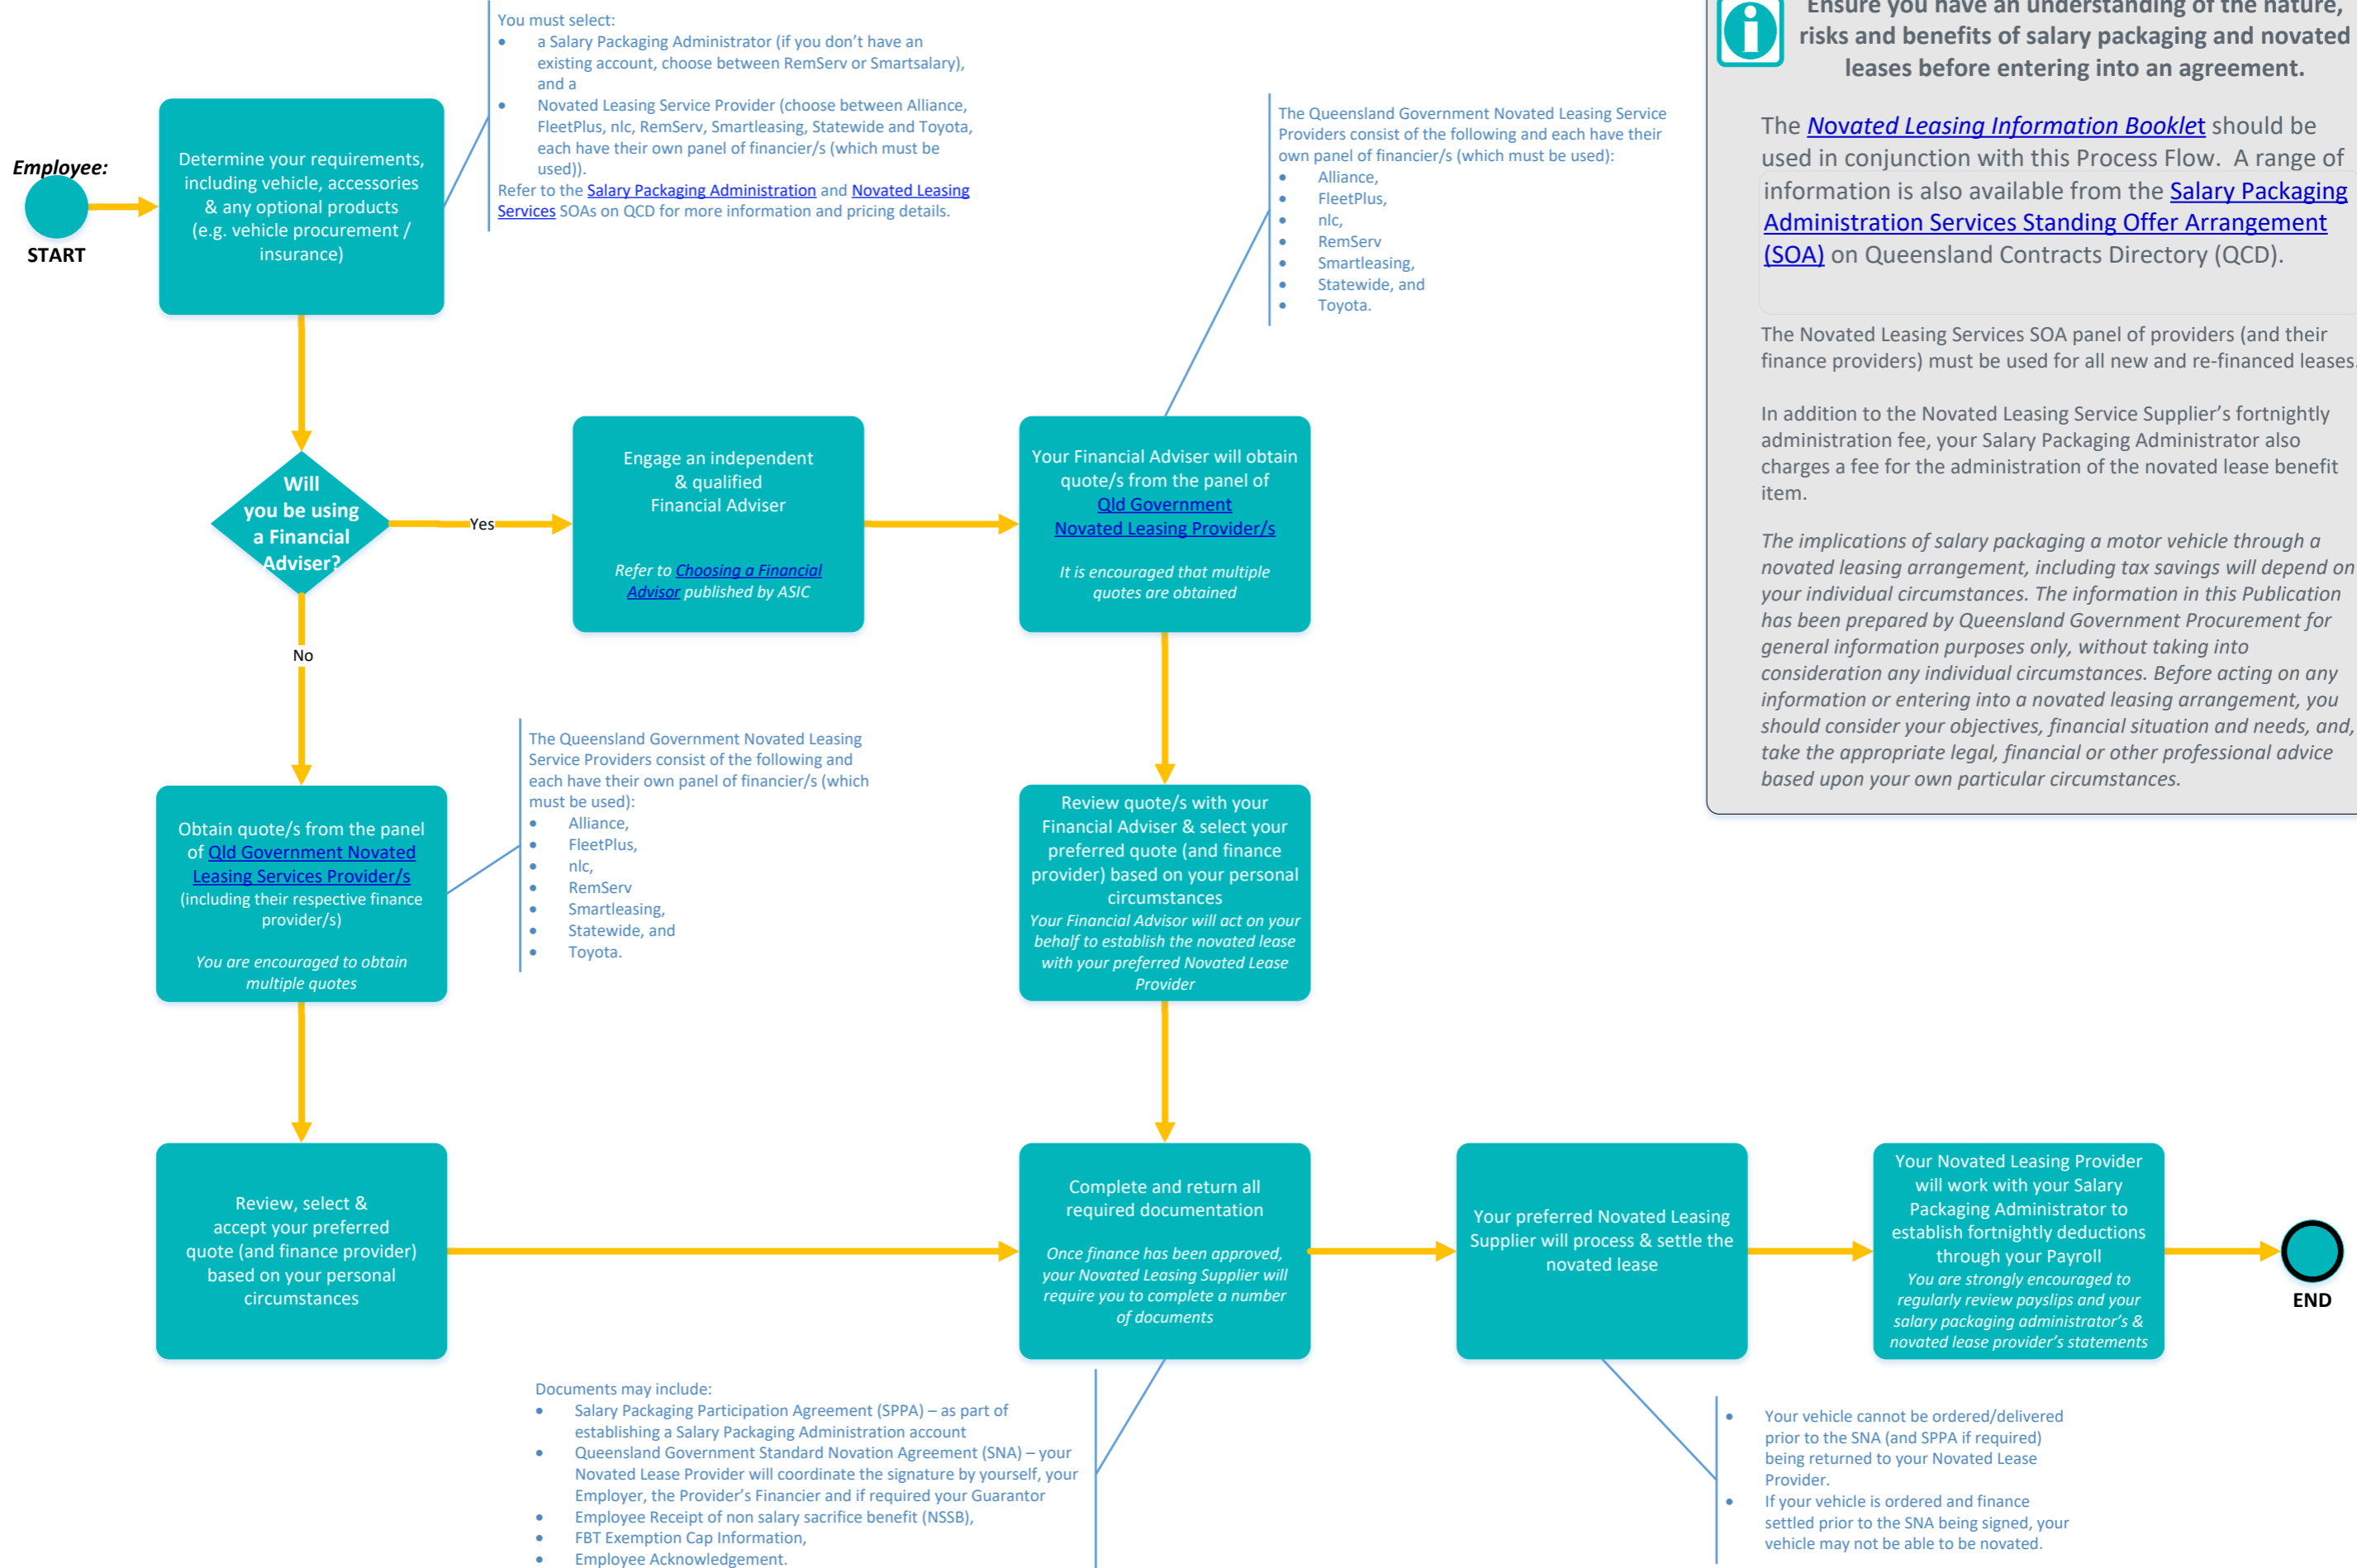 You must select:
• a Salary Packaging Administrator (if you don't have an
existing account, choose between RemServ or Smartsalary),
and a
• Novated Leasing Service Provider (choose between Alliance,
FleetPlus, nlc, RemServ, Smartleasing, Statewide and Toyota,
each have their own panel of financier/s (which must be
used)).
Refer to the Salary Packaging Administration and Novated Leasing
Services SOAs on QCD for more information and pricing details.
Employee:
START
Determine your requirements,
including vehicle, accessories
& any optional products
(e.g. vehicle procurement /
insurance)
The Queensland Government Novated Leasing Service
Providers consist of the following and each have their
own panel of financier/s (which must be used):
• Alliance,
• FleetPlus,
• nlc,
• RemServ
• Smartleasing,
• Statewide, and
• Toyota.
Ensure you have an understanding of the nature,
risks and benefits of salary packaging and novated
leases before entering into an agreement.
The Novated Leasing Information Booklet should be
used in conjunction with this Process Flow.  A range of
information is also available from the Salary Packaging
Administration Services Standing Offer Arrangement
(SOA) on Queensland Contracts Directory (QCD).
The Novated Leasing Services SOA panel of providers (and their
finance providers) must be used for all new and re-financed leases.
In addition to the Novated Leasing Service Supplier's fortnightly
administration fee, your Salary Packaging Administrator also
charges a fee for the administration of the novated lease benefit
item.
The implications of salary packaging a motor vehicle through a
novated leasing arrangement, including tax savings will depend on
your individual circumstances. The information in this Publication
has been prepared by Queensland Government Procurement for
general information purposes only, without taking into
consideration any individual circumstances. Before acting on any
information or entering into a novated leasing arrangement, you
should consider your objectives, financial situation and needs, and,
take the appropriate legal, financial or other professional advice
based upon your own particular circumstances.
Will
you be using
a Financial
Adviser?
Yes
Engage an independent
& qualified
Financial Adviser
Refer to Choosing a Financial
Advisor published by ASIC
Your Financial Adviser will obtain
quote/s from the panel of
Qld Government
Novated Leasing Provider/s
It is encouraged that multiple
quotes are obtained
No
Obtain quote/s from the panel
of Qld Government Novated
Leasing Services Provider/s
(including their respective finance
provider/s)
You are encouraged to obtain
multiple quotes
The Queensland Government Novated Leasing
Service Providers consist of the following and
each have their own panel of financier/s (which
must be used):
• Alliance,
• FleetPlus,
• nlc,
• RemServ
• Smartleasing,
• Statewide, and
• Toyota.
Review quote/s with your
Financial Adviser & select your
preferred quote (and finance
provider) based on your personal
circumstances
Your Financial Advisor will act on your
behalf to establish the novated lease
with your preferred Novated Lease
Provider
Review, select &
accept your preferred
quote (and finance provider)
based on your personal
circumstances
Complete and return all
required documentation
Once finance has been approved,
your Novated Leasing Supplier will
require you to complete a number
of documents
Your preferred Novated Leasing
Supplier will process & settle the
novated lease
Your Novated Leasing Provider
will work with your Salary
Packaging Administrator to
establish fortnightly deductions
through your Payroll
You are strongly encouraged to
regularly review payslips and your
salary packaging administrator's &
novated lease provider's statements
END
Documents may include:
• Salary Packaging Participation Agreement (SPPA) – as part of
establishing a Salary Packaging Administration account
• Queensland Government Standard Novation Agreement (SNA) – your
Novated Lease Provider will coordinate the signature by yourself, your
Employer, the Provider's Financier and if required your Guarantor
• Employee Receipt of non salary sacrifice benefit (NSSB),
• FBT Exemption Cap Information,
• Employee Acknowledgement.
• Your vehicle cannot be ordered/delivered
prior to the SNA (and SPPA if required)
being returned to your Novated Lease
Provider.
• If your vehicle is ordered and finance
settled prior to the SNA being signed, your
vehicle may not be able to be novated.